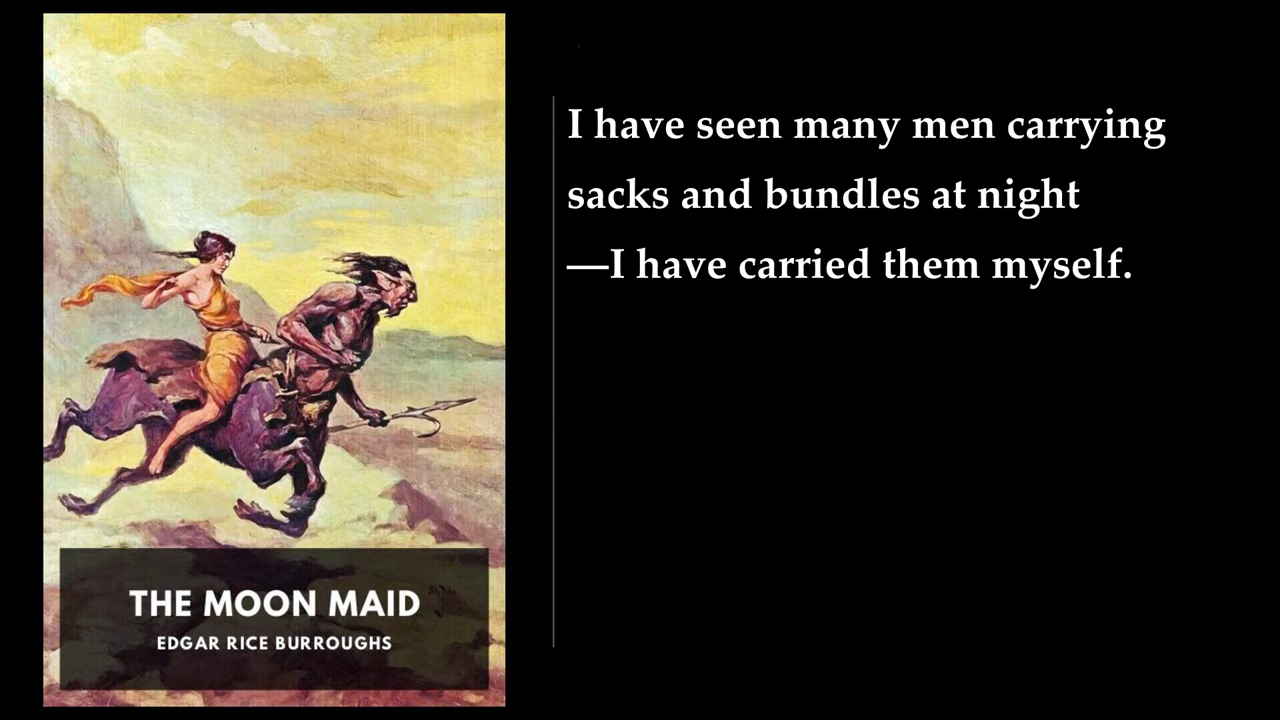 I have seen many men carrying
sacks and bundles at night
—I have carried them myself.
THE MOON MAID
EDGAR RICE BURROUGHS